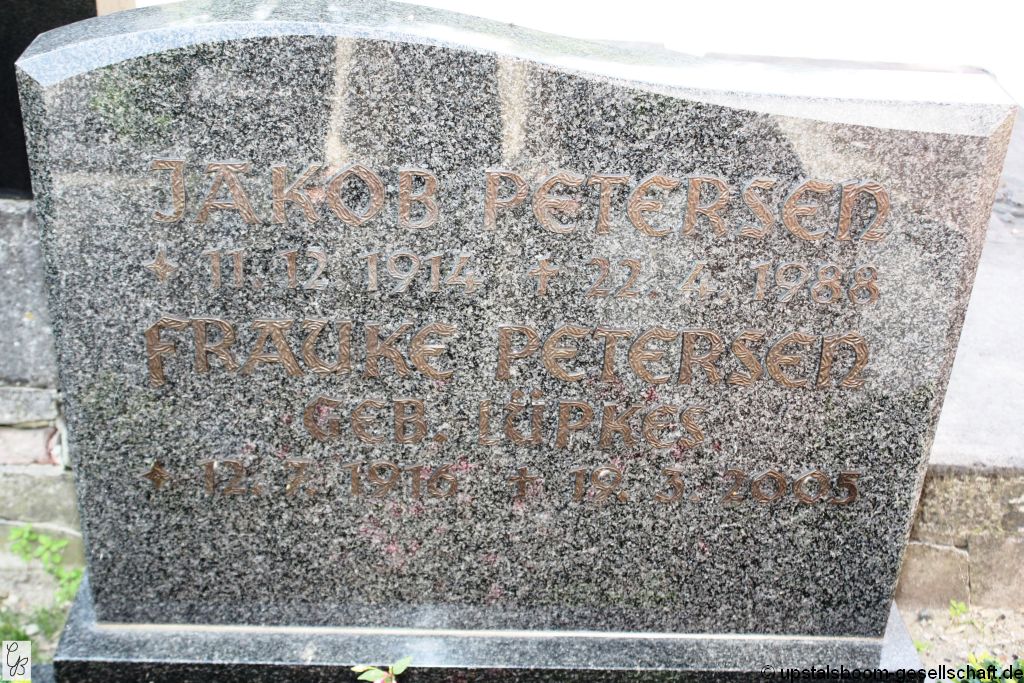 JAKOB PETERSEN
✶ 11. 12. 1914 † 22. 4. 1988
FRAUKE PETERSEN
GEB. LÜPKES
✶ 12. 7. 1916 † 19. 3. 2005
GB
© upstalsboom-gesellschaft.de